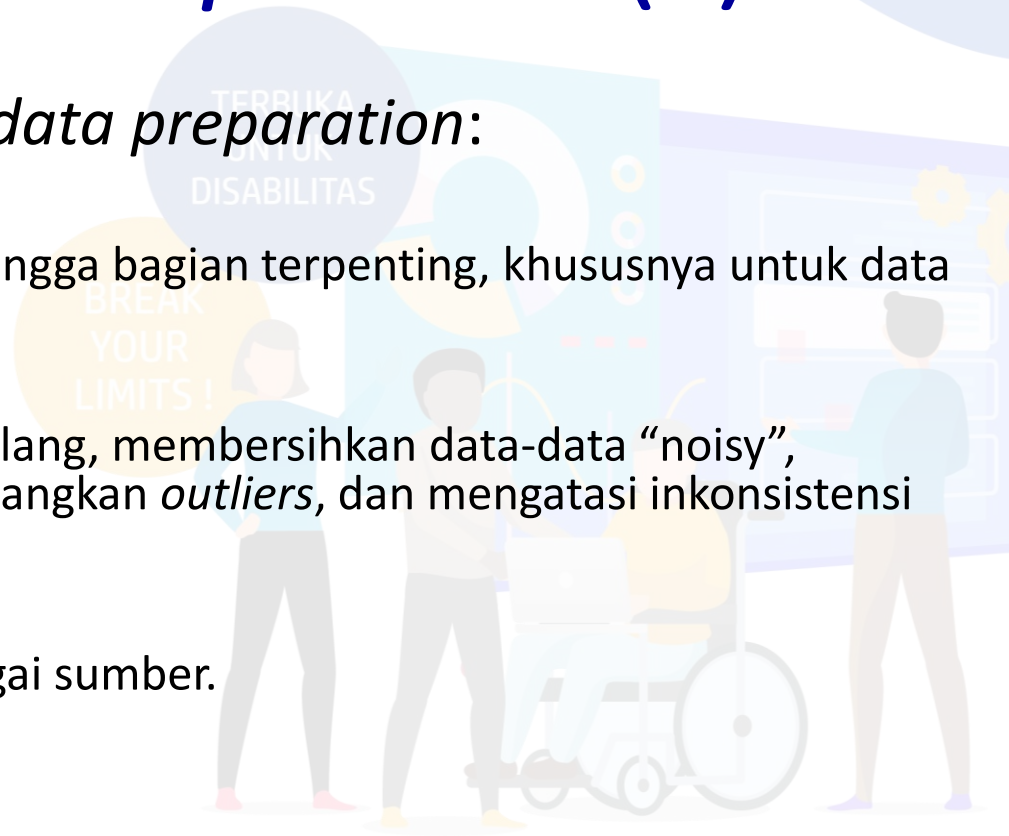 data preparation:
TERBUKA
UNTUK
DISABILITAS
ngga bagian terpenting, khususnya untuk data
BREAK
YOUR
LIMITS !
lang, membersihkan data-data “noisy”,
angkan outliers, dan mengatasi inkonsistensi
gai sumber.